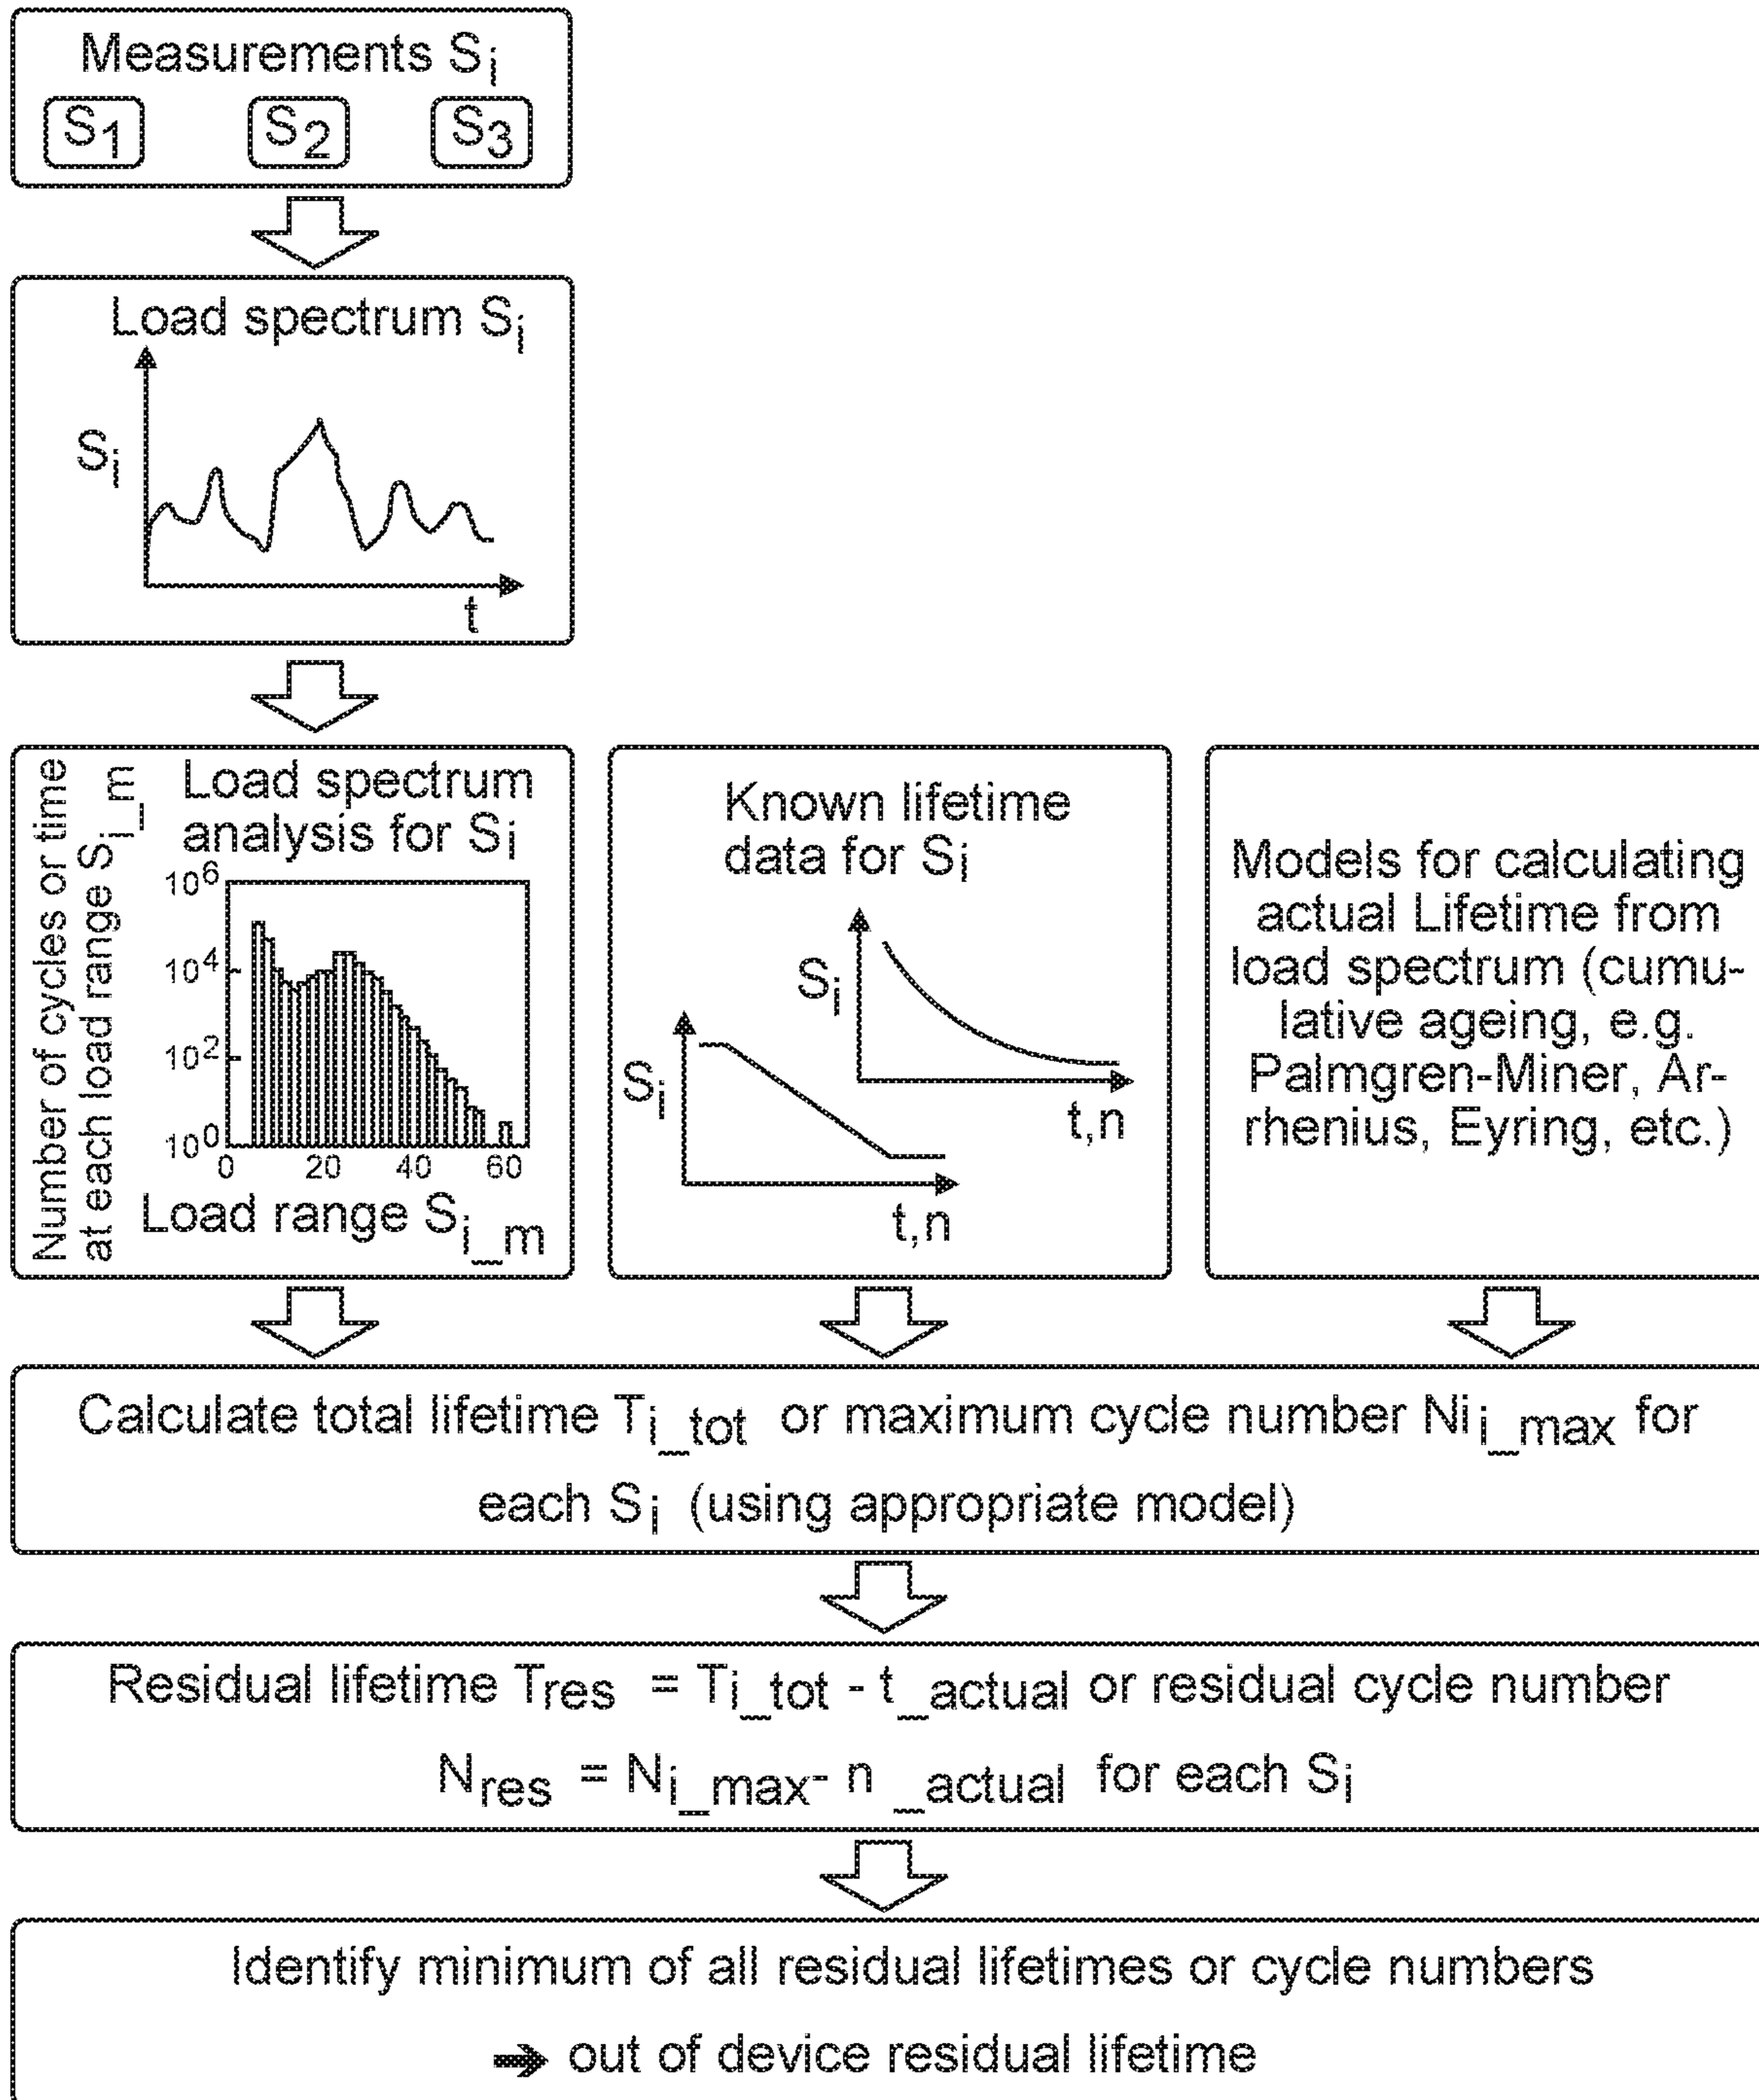 Measurements Si
S1 S2 S3
Load spectrum Si
Si
t
Number of cycles or time
at each load range Si_m
Load spectrum
analysis for Si
10^6
10^4
10^2
10^0
0 20 40 60
Load range Si_m
Known lifetime
data for Si
Si
t,n
Si
t,n
Models for calculating
actual Lifetime from
load spectrum (cumu-
lative ageing, e.g.
Palmgren-Miner, Ar-
rhenius, Eyring, etc.)
Calculate total lifetime Ti_tot or maximum cycle number Nii_max for
each Si (using appropriate model)
Residual lifetime Tres = Ti_tot - t_actual or residual cycle number
Nres = Ni_max- n _actual for each Si
Identify minimum of all residual lifetimes or cycle numbers
➔ out of device residual lifetime